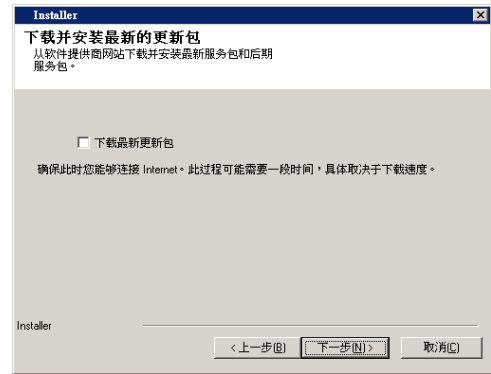 Installer
下载并安装最新的更新包
从软件提供商网站下载并安装最新服务包和后期
服务包。
下载最新更新包
确保此时您能够连接 Internet。此过程可能需要一段时间，具体取决于下载速度。
Installer
<上一步(B) 下一步(N)> 取消(C)